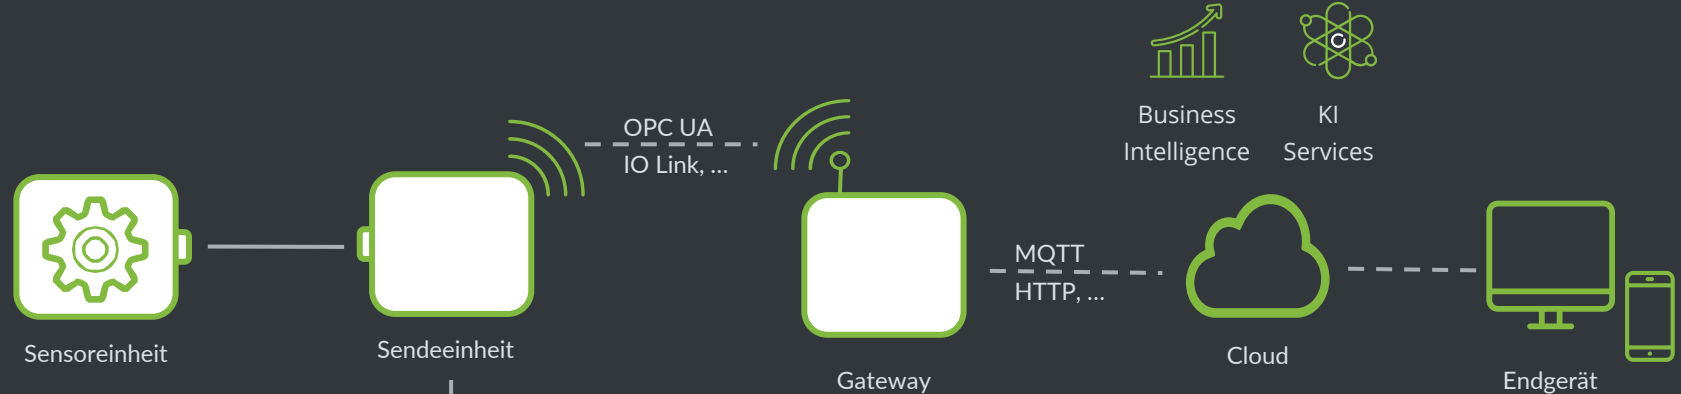 Business
Intelligence
KI
Services
OPC UA
IO Link, ...
MQTT
HTTP, ...
Sensoreinheit
Sendeeinheit
Gateway
Cloud
Endgerät